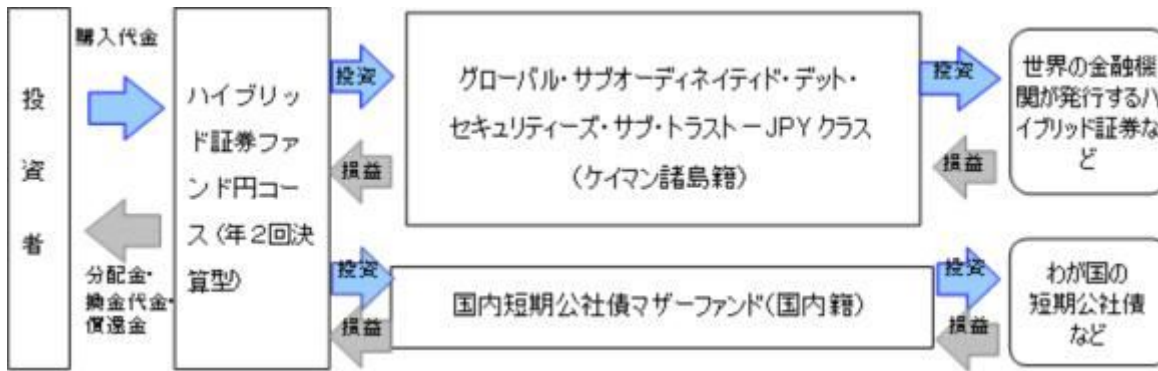 投
資
者
購入代金
分配金・
換金代金・
償還金
ハイブリッ
ド証券ファ
ンド円コー
ス(年2回決
算型)
投資
損益
投資
損益
グローバル・サブオーディネイティド・デット・
セキュリティーズ・サブ・トラスト－JPYクラス
(ケイマン諸島籍)
国内短期公社債マザーファンド(国内籍)
投資
損益
投資
損益
世界の金融機
関が発行するハ
イブリッド証券な
ど
わが国の
短期公社債
など